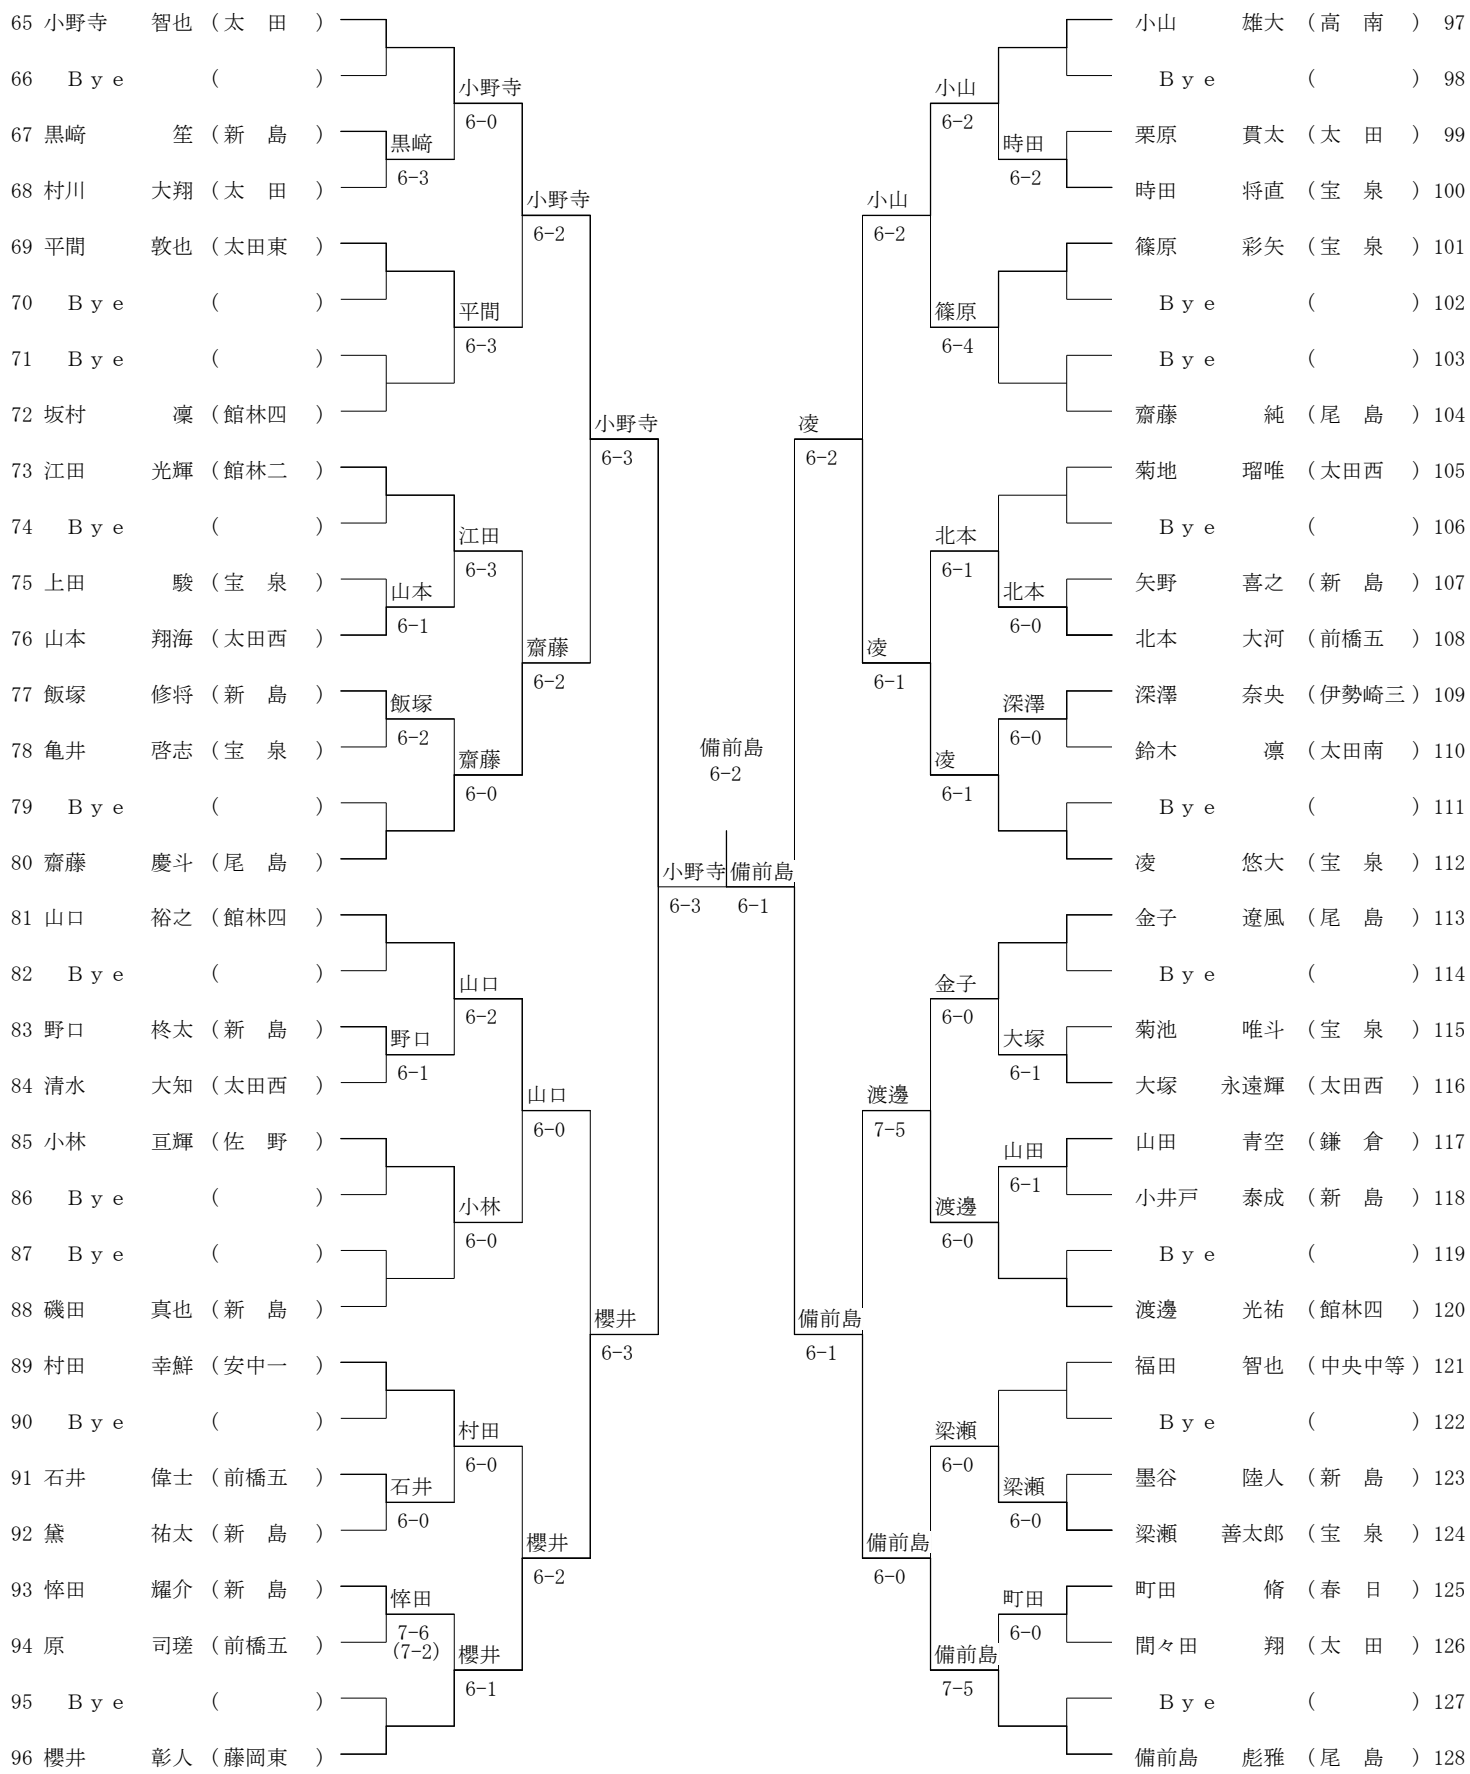 65 小野寺 智也 (太 田 )
66 Bye ( )
67 黒﨑 笙 (新 島 )
68 村川 大翔 (太 田 )
69 平間 敦也 (太田東 )
70 Bye ( )
71 Bye ( )
72 坂村 凜 (館林四 )
73 江田 光輝 (館林二 )
74 Bye ( )
75 上田 駿 (宝 泉 )
76 山本 翔海 (太田西 )
77 飯塚 修将 (新 島 )
78 亀井 啓志 (宝 泉 )
79 Bye ( )
80 齋藤 慶斗 (尾 島 )
81 山口 裕之 (館林四 )
82 Bye ( )
83 野口 柊太 (新 島 )
84 清水 大知 (太田西 )
85 小林 亘輝 (佐 野 )
86 Bye ( )
87 Bye ( )
88 磯田 真也 (新 島 )
89 村田 幸鮮 (安中一 )
90 Bye ( )
91 石井 偉士 (前橋五 )
92 黛 祐太 (新 島 )
93 悴田 耀介 (新 島 )
94 原 司瑳 (前橋五 )
95 Bye ( )
96 櫻井 彰人 (藤岡東 )
黒﨑
6-3
山本
6-1
飯塚
6-2
野口
6-1
石井
6-0
悴田
7-6
(7-2)
小野寺
6-0
平間
6-3
江田
6-3
齋藤
6-0
山口
6-2
小林
6-0
村田
6-0
櫻井
6-1
小野寺
6-2
齋藤
6-2
山口
6-0
櫻井
6-2
小野寺
6-3
櫻井
6-3
小野寺
6-3
備前島
6-2
備前島
6-1
凌
6-2
備前島
6-1
小山
6-2
凌
6-1
渡邊
7-5
備前島
6-0
小山
6-2
篠原
6-4
北本
6-1
凌
6-1
金子
6-0
渡邊
6-0
梁瀬
6-0
備前島
7-5
時田
6-2
北本
6-0
深澤
6-0
大塚
6-1
山田
6-1
梁瀬
6-0
町田
6-0
小山 雄大 (高 南 ) 97
Bye ( ) 98
栗原 貫太 (太 田 ) 99
時田 将直 (宝 泉 ) 100
篠原 彩矢 (宝 泉 ) 101
Bye ( ) 102
Bye ( ) 103
齋藤 純 (尾 島 ) 104
菊地 瑠唯 (太田西 ) 105
Bye ( ) 106
矢野 喜之 (新 島 ) 107
北本 大河 (前橋五 ) 108
深澤 奈央 (伊勢崎三) 109
鈴木 凛 (太田南 ) 110
Bye ( ) 111
凌 悠大 (宝 泉 ) 112
金子 遼風 (尾 島 ) 113
Bye ( ) 114
菊池 唯斗 (宝 泉 ) 115
大塚 永遠輝 (太田西 ) 116
山田 青空 (鎌 倉 ) 117
小井戸 泰成 (新 島 ) 118
Bye ( ) 119
渡邊 光祐 (館林四 ) 120
福田 智也 (中央中等) 121
Bye ( ) 122
墨谷 陸人 (新 島 ) 123
梁瀬 善太郎 (宝 泉 ) 124
町田 脩 (春 日 ) 125
間々田 翔 (太 田 ) 126
Bye ( ) 127
備前島 彪雅 (尾 島 ) 128